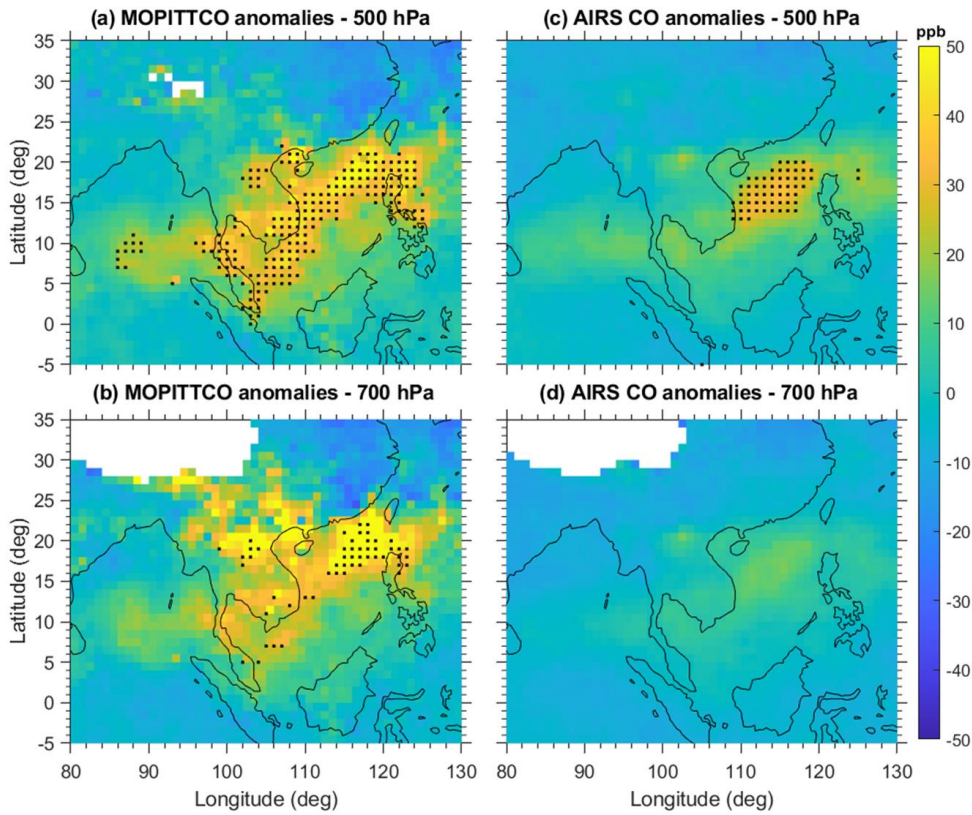 (a) MOPITTCO anomalies - 500 hPa
(c) AIRS CO anomalies - 500 hPa
ppb
35
30
25
20
15
10
5
0
-5
Latitude (deg)
50
40
30
20
10
0
-10
-20
-30
-40
-50
(b) MOPITTCO anomalies - 700 hPa
(d) AIRS CO anomalies - 700 hPa
35
30
25
20
15
10
5
0
-5
Latitude (deg)
80 90 100 110 120 130
80 90 100 110 120 130
Longitude (deg)
Longitude (deg)